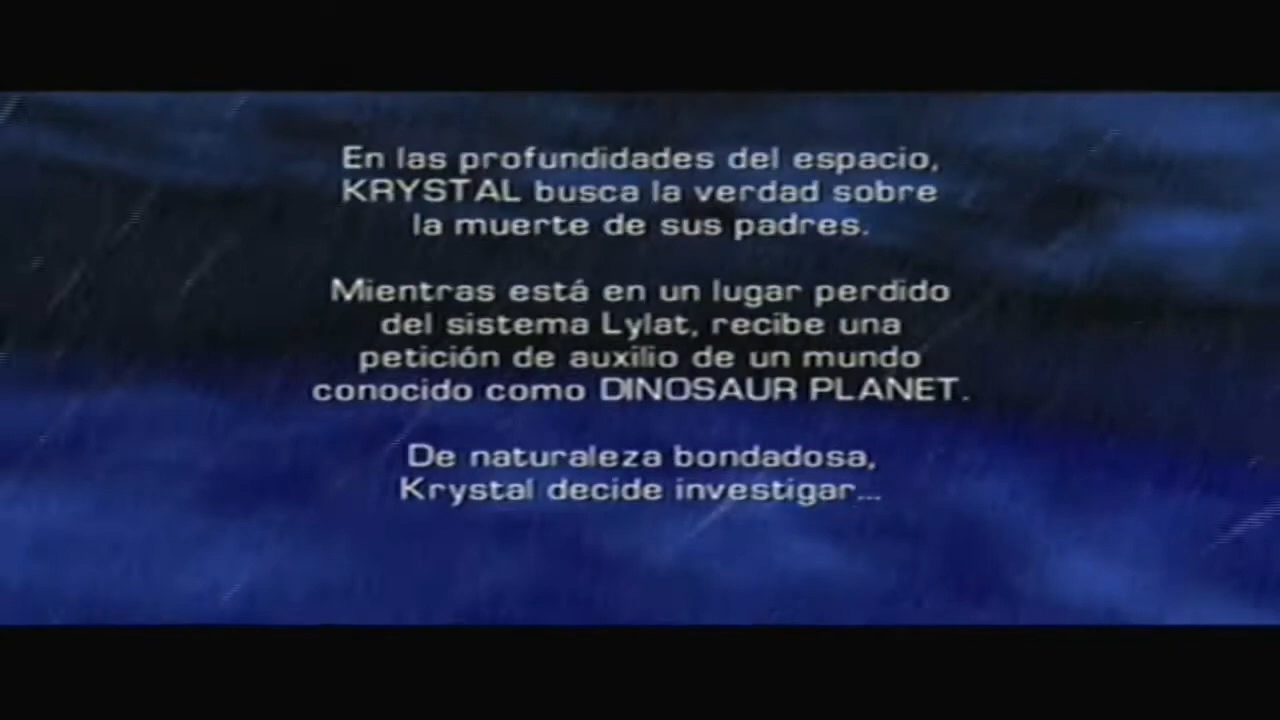 En las profundidades del espacio,
KRYSTAL busca la verdad sobre
la muerte de sus padres.
Mientras está en un lugar perdido
del sistema Lylat, recibe una
petición de auxilio de un mundo
conocido como DINOSAUR PLANET.
De naturaleza bondadosa,
Krystal decide investigar...